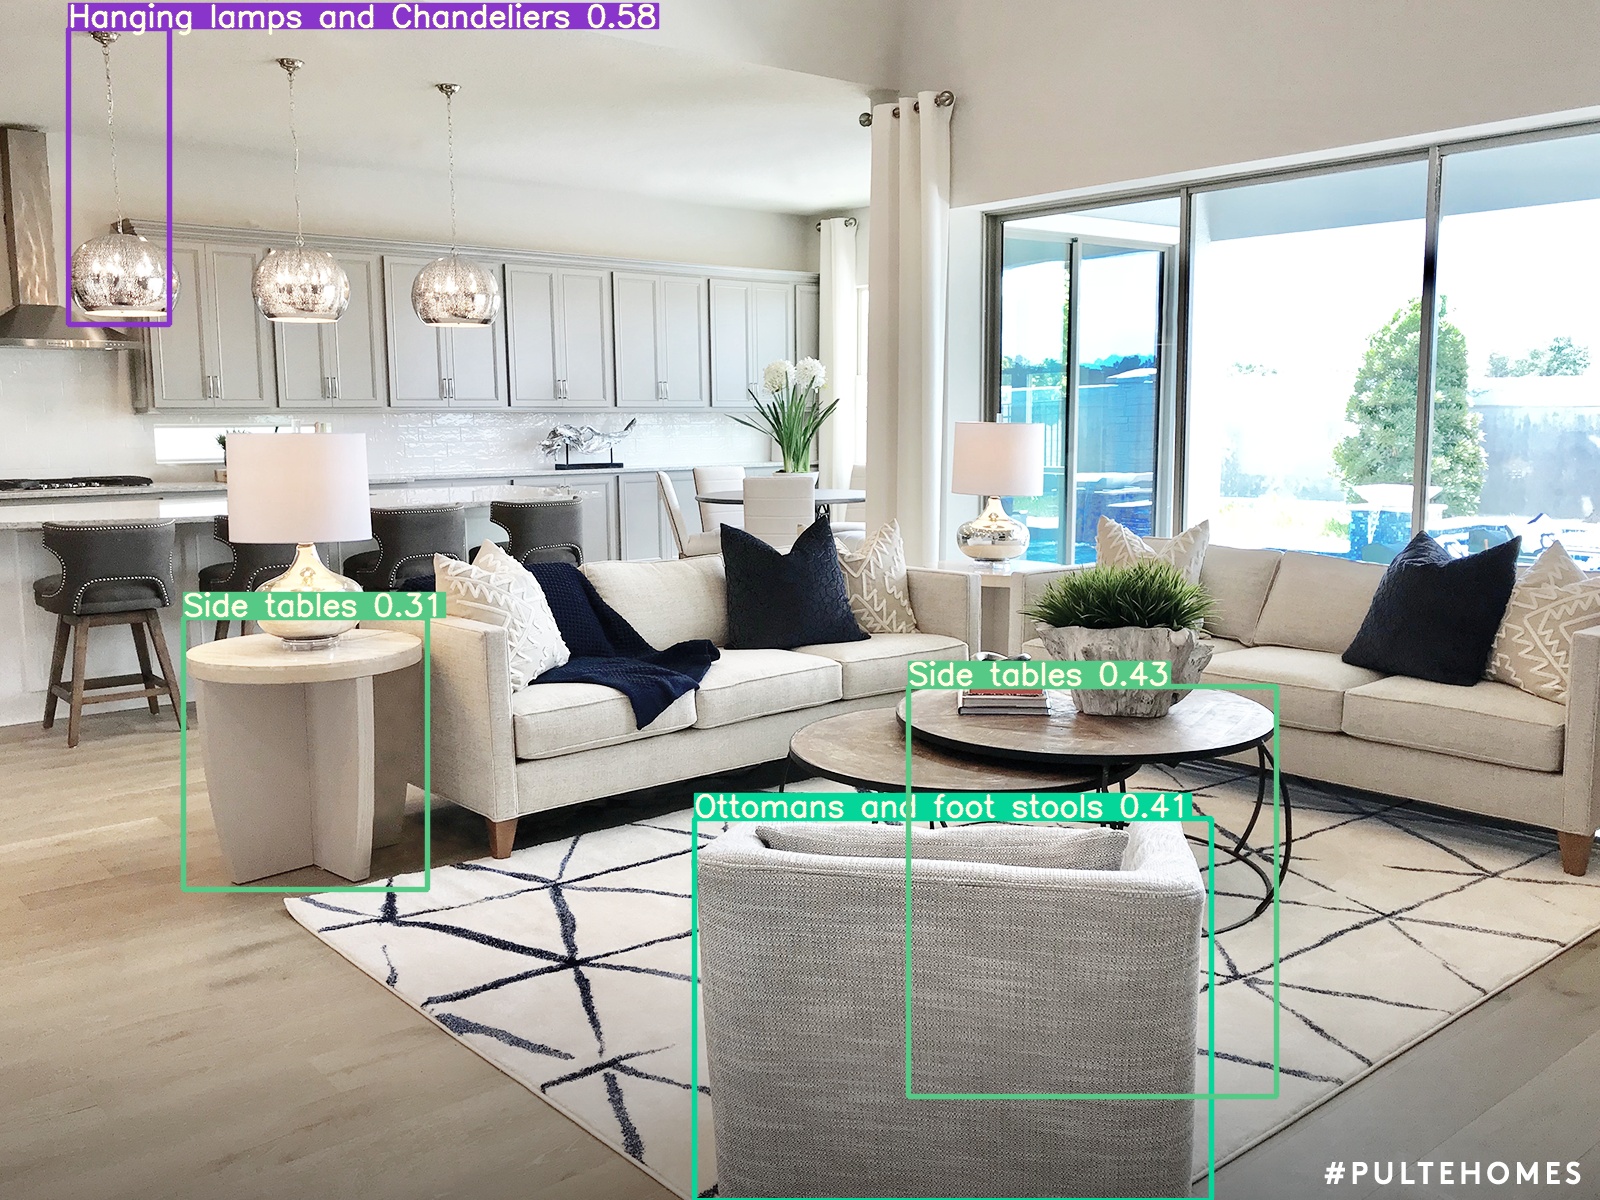 Hanging lamps and Chandeliers 0.58
Side tables 0.31
Side tables 0.43
Ottomans and foot stools 0.41
#PULTEHOMES